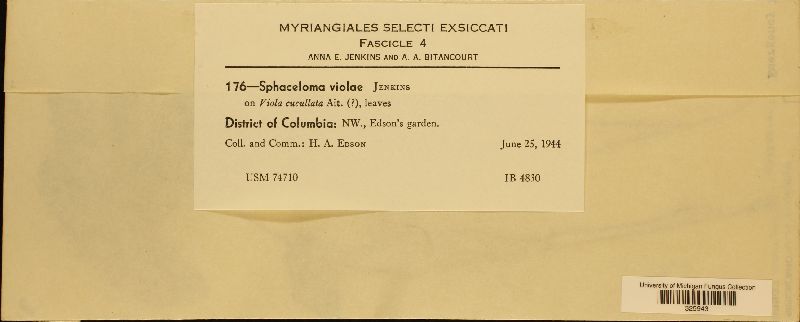 MYRIANGIALES SELECTI EXSICCATI
FASCICLE 4
ANNA E. JENKINS AND A. A. BITANCOURT
176—Sphaceloma violae JENKINS
on Viola cucullata Ait. (?), leaves
District of Columbia: NW., Edson's garden.
Coll. and Comm.: H. A. EDSON June 25, 1944
USM 74710 IB 4830
University of Michigan Fungus Collection